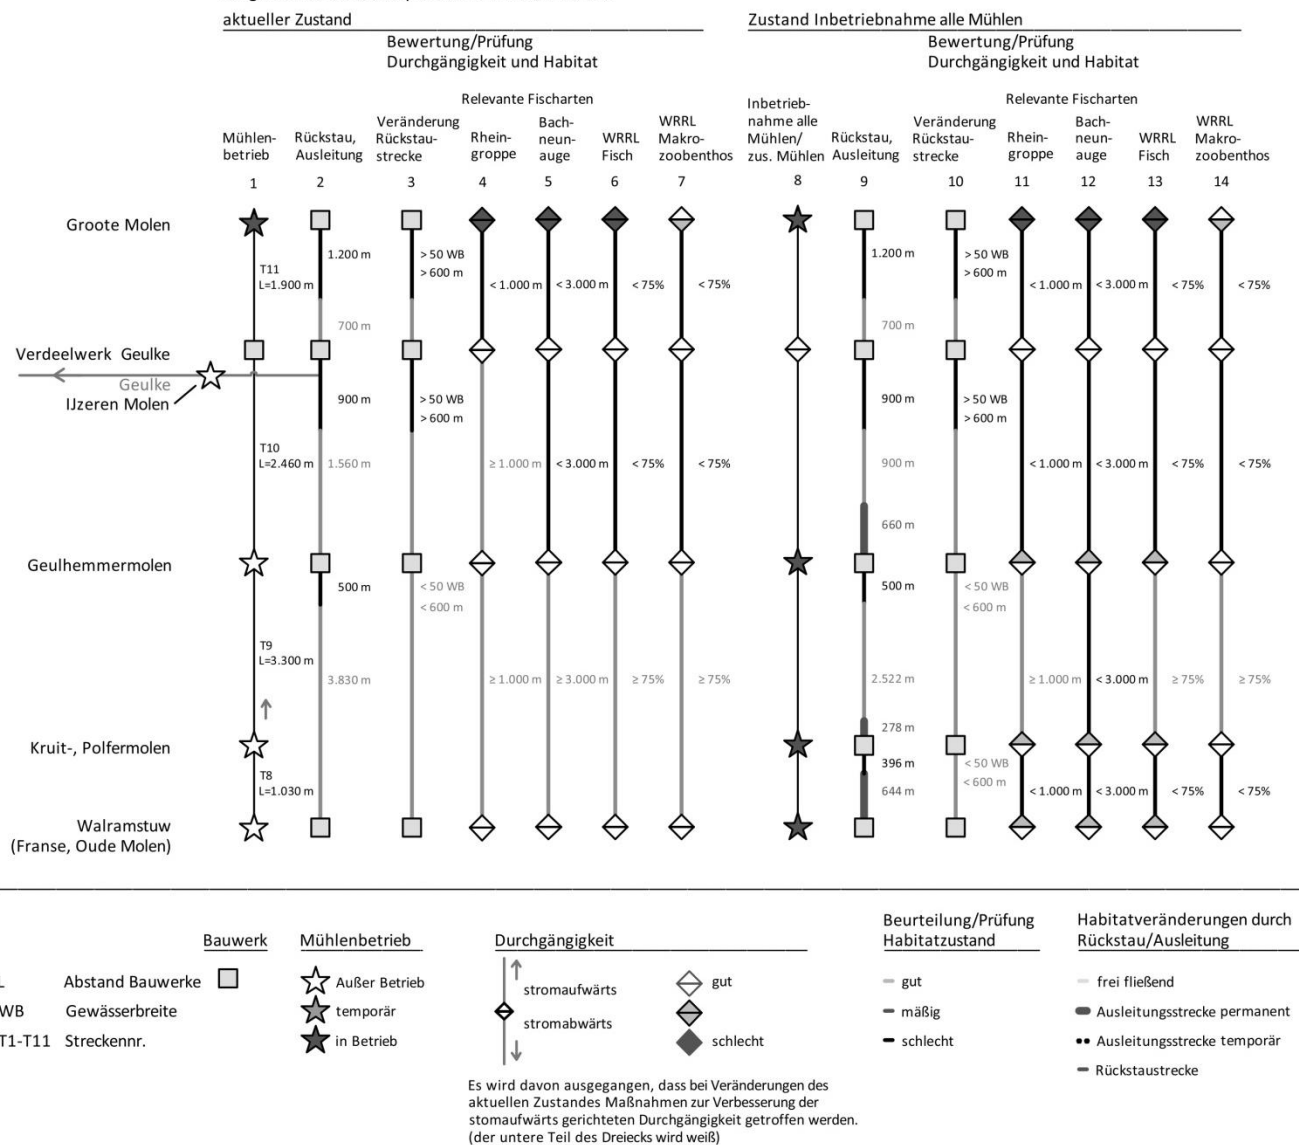 aktueller Zustand
Zustand Inbetriebnahme alle Mühlen
Bewertung/Prüfung
Durchgängigkeit und Habitat
Bewertung/Prüfung
Durchgängigkeit und Habitat
Relevante Fischarten
Relevante Fischarten
Mühlen-
betrieb
Rückstau,
Ausleitung
Veränderung
Rückstau-
strecke
Rhein-
gruppe
Bach-
neun-
auge
WRRL
Fisch
WRRL
Makro-
zoobenthos
Inbetrieb-
nahme alle
Mühlen/
zus. Mühlen
Rückstau,
Ausleitung
Veränderung
Rückstau-
strecke
Rhein-
gruppe
Bach-
neun-
auge
WRRL
Fisch
WRRL
Makro-
zoobenthos
1 2 3 4 5 6 7 8 9 10 11 12 13 14
Groote Molen
T11
L=1.900 m
1.200 m
700 m
> 50 WB
> 600 m
< 1.000 m
< 3.000 m
< 75%
< 75%
1.200 m
700 m
> 50 WB
> 600 m
< 1.000 m
< 3.000 m
< 75%
< 75%
Verdeelwerk Geulke
Geulke
IJzeren Molen
T10
L=2.460 m
900 m
1.560 m
> 50 WB
> 600 m
≥ 1.000 m
< 3.000 m
< 75%
< 75%
900 m
900 m
660 m
> 50 WB
> 600 m
< 1.000 m
< 3.000 m
< 75%
< 75%
Geulhemmermolen
T9
L=3.300 m
500 m
3.830 m
< 50 WB
< 600 m
≥ 1.000 m
≥ 3.000 m
≥ 75%
≥ 75%
500 m
2.522 m
278 m
< 50 WB
< 600 m
≥ 1.000 m
< 3.000 m
≥ 75%
≥ 75%
Kruit-, Polfermolen
T8
L=1.030 m
396 m
644 m
< 50 WB
< 600 m
< 1.000 m
< 3.000 m
< 75%
< 75%
Walramstuw
(Franse, Oude Molen)
L Abstand Bauwerke
WB Gewässerbreite
T1-T11 Streckennr.
Bauwerk
Mühlenbetrieb
Außer Betrieb
temporär
in Betrieb
Durchgängigkeit
stromaufwärts
stromabwärts
gut
schlecht
Es wird davon ausgegangen, dass bei Veränderungen des
aktuellen Zustandes Maßnahmen zur Verbesserung der
stomaufwärts gerichteten Durchgängigkeit getroffen werden.
(der untere Teil des Dreiecks wird weiß)
Beurteilung/Prüfung
Habitatzustand
gut
mäßig
schlecht
Habitatveränderungen durch
Rückstau/Ausleitung
frei fließend
Ausleitungsstrecke permanent
Ausleitungsstrecke temporär
Rückstaustrecke